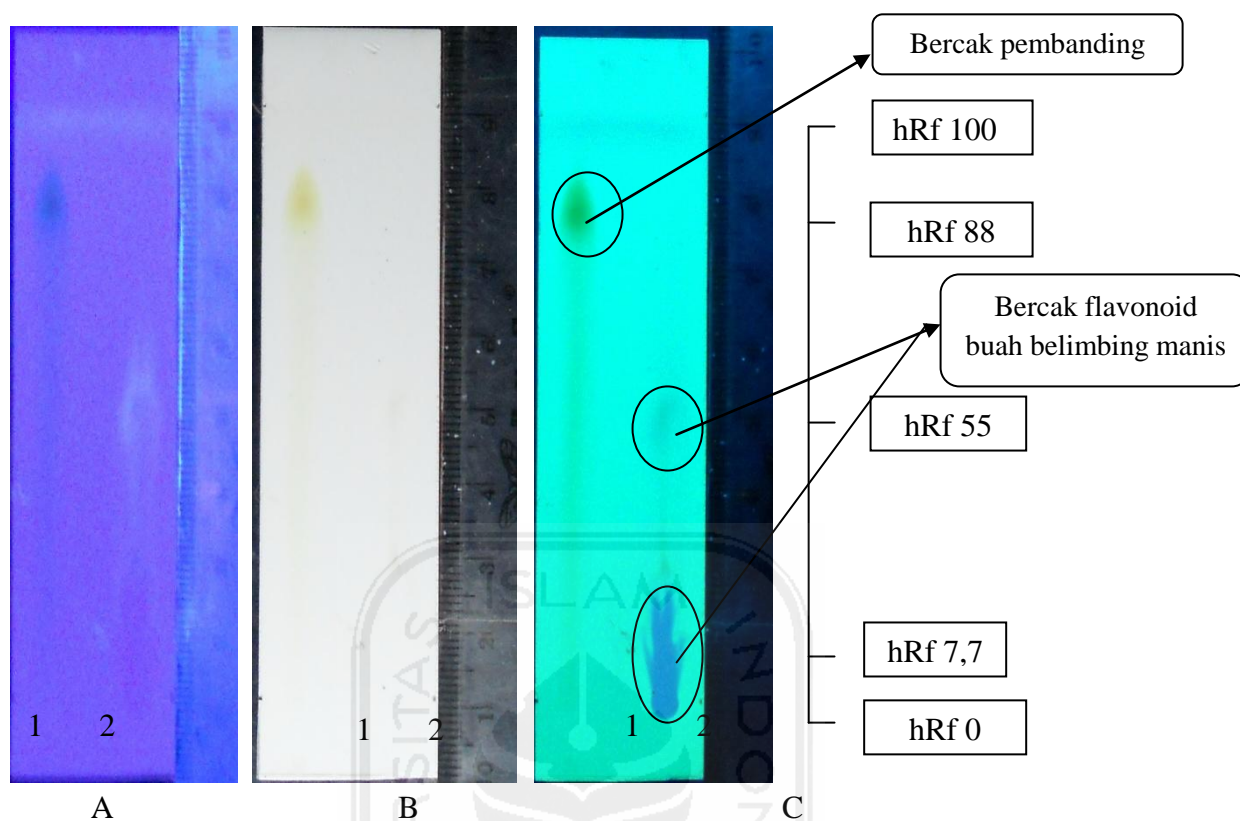 Bercak pembanding
hRf 100
hRf 88
Bercak flavonoid
buah belimbing manis
hRf 55
hRf 7,7
hRf 0
1 2
1 2
1 2
A B C
ISLAM